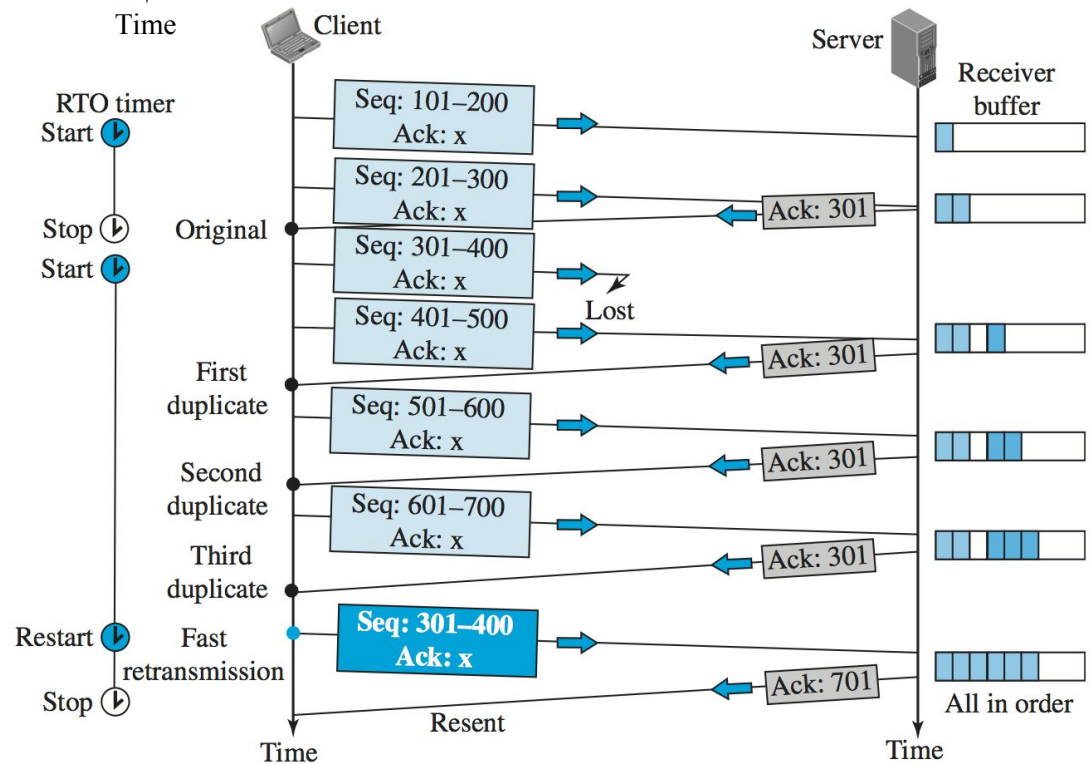 Time
Client
Server
Receiver
buffer
RTO timer
Start
Seq: 101–200
Ack: x
Seq: 201–300
Ack: x
Ack: 301
Stop
Original
Start
Seq: 301–400
Ack: x
Lost
Seq: 401–500
Ack: x
Ack: 301
First
duplicate
Seq: 501–600
Ack: x
Ack: 301
Second
duplicate
Seq: 601–700
Ack: x
Ack: 301
Third
duplicate
Restart
Fast
retransmission
Seq: 301–400
Ack: x
Ack: 701
Stop
Resent
All in order
Time
Time